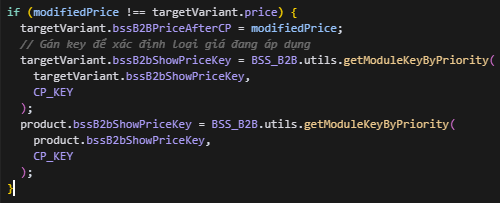 if (modifiedPrice !== targetVariant.price) {
  targetVariant.bssB2BPriceAfterCP = modifiedPrice;
  // Gán key để xác định loại giá đang áp dụng
  targetVariant.bssB2bShowPriceKey = BSS_B2B.utils.getModuleKeyByPriority(
    targetVariant.bssB2bShowPriceKey,
    CP_KEY
  );
  product.bssB2bShowPriceKey = BSS_B2B.utils.getModuleKeyByPriority(
    product.bssB2bShowPriceKey,
    CP_KEY
  );
}